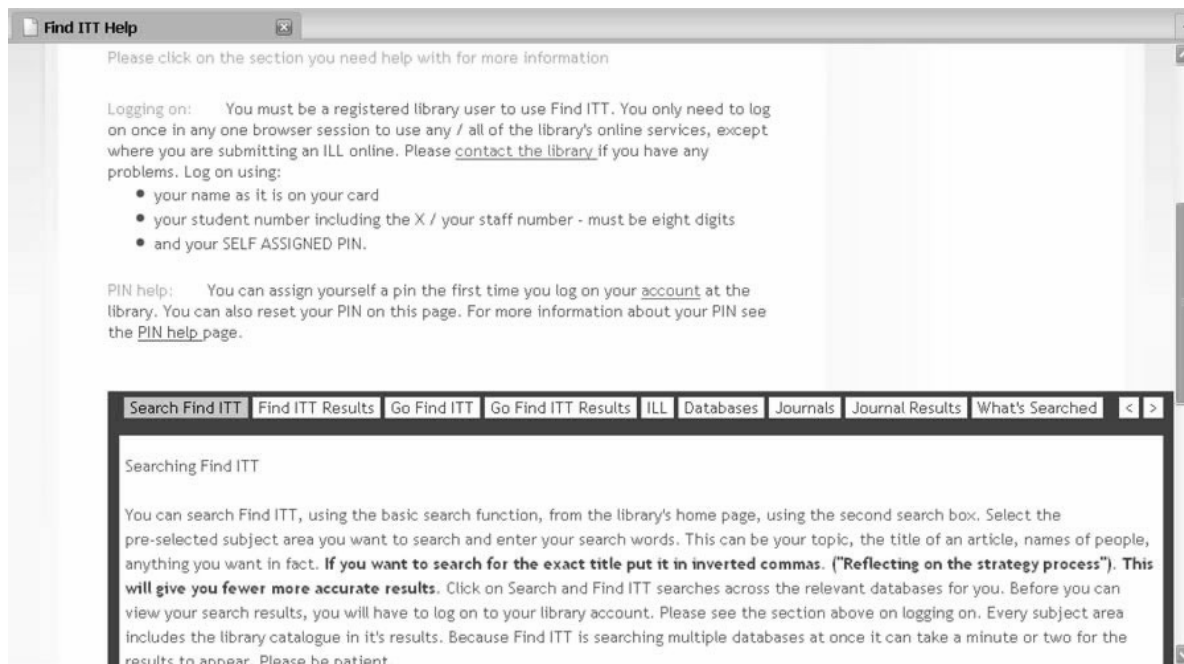 Find ITT Help
Please click on the section you need help with for more information
Logging on: You must be a registered library user to use Find ITT. You only need to log
on once in any one browser session to use any / all of the library's online services, except
where you are submitting an ILL online. Please contact the library if you have any
problems. Log on using:
• your name as it is on your card
• your student number including the X / your staff number - must be eight digits
• and your SELF ASSIGNED PIN.
PIN help: You can assign yourself a pin the first time you log on your account at the
library. You can also reset your PIN on this page. For more information about your PIN see
the PIN help page.
Search Find ITT Find ITT Results Go Find ITT Go Find ITT Results ILL Databases Journals Journal Results What's Searched < >
Searching Find ITT
You can search Find ITT, using the basic search function, from the library's home page, using the second search box. Select the
pre-selected subject area you want to search and enter your search words. This can be your topic, the title of an article, names of people,
anything you want in fact. If you want to search for the exact title put it in inverted commas. ("Reflecting on the strategy process"). This
will give you fewer more accurate results. Click on Search and Find ITT searches across the relevant databases for you. Before you can
view your search results, you will have to log on to your library account. Please see the section above on logging on. Every subject area
includes the library catalogue in it's results. Because Find ITT is searching multiple databases at once it can take a minute or two for the
results to appear. Please be patient